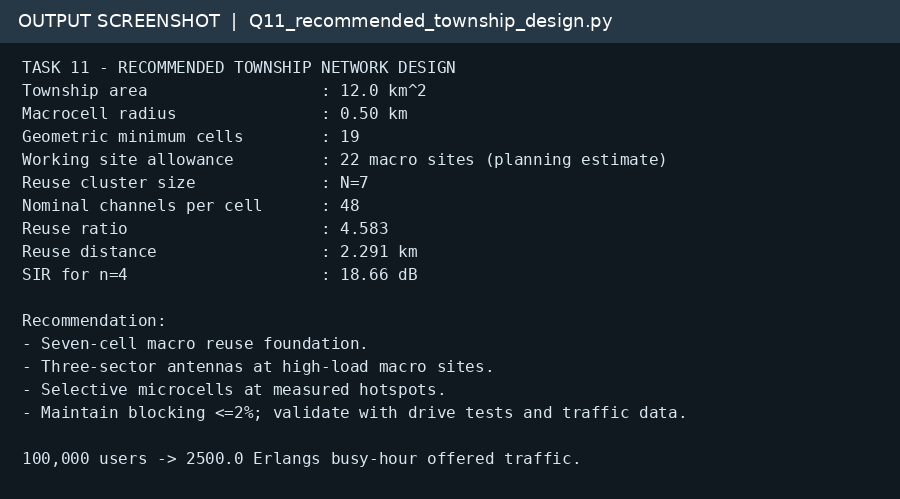 OUTPUT SCREENSHOT | Q11_recommended_township_design.py
TASK 11 - RECOMMENDED TOWNSHIP NETWORK DESIGN
Township area : 12.0 km^2
Macrocell radius : 0.50 km
Geometric minimum cells : 19
Working site allowance : 22 macro sites (planning estimate)
Reuse cluster size : N=7
Nominal channels per cell : 48
Reuse ratio : 4.583
Reuse distance : 2.291 km
SIR for n=4 : 18.66 dB
Recommendation:
- Seven-cell macro reuse foundation.
- Three-sector antennas at high-load macro sites.
- Selective microcells at measured hotspots.
- Maintain blocking <=2%; validate with drive tests and traffic data.
100,000 users -> 2500.0 Erlangs busy-hour offered traffic.